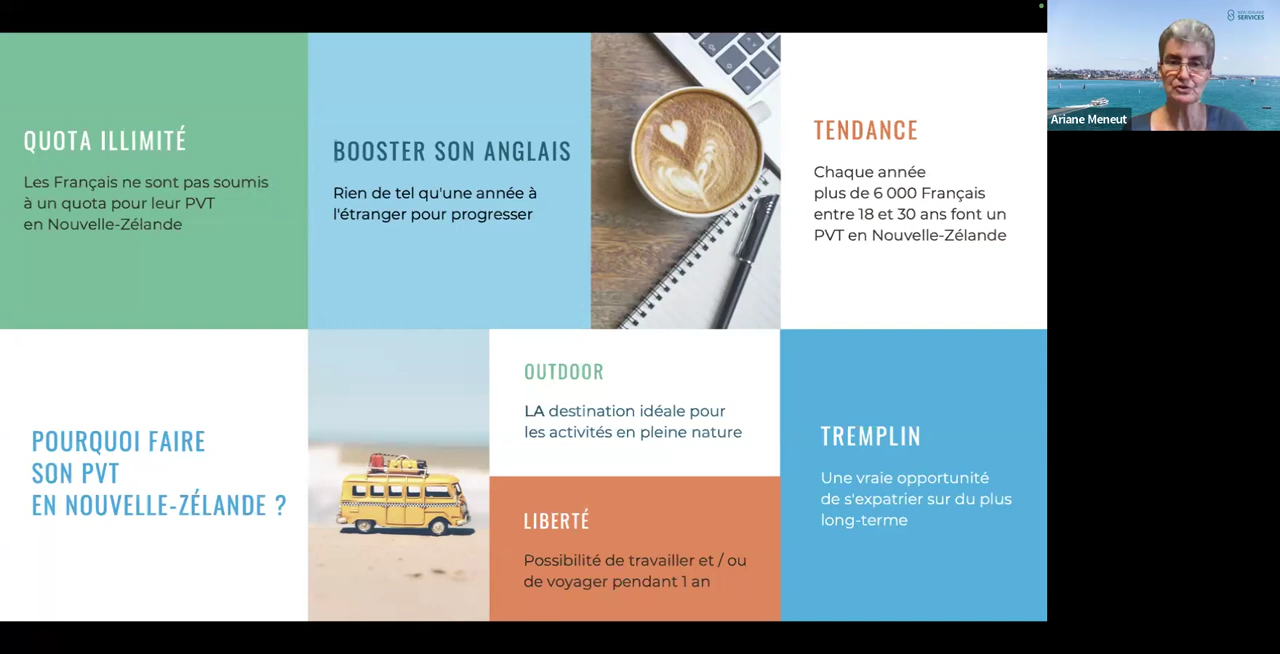 QUOTA ILLIMITÉ
Les Français ne sont pas soumis
à un quota pour leur PVT
en Nouvelle-Zélande
BOOSTER SON ANGLAIS
Rien de tel qu'une année à
l'étranger pour progresser
TENDANCE
Chaque année
plus de 6 000 Français
entre 18 et 30 ans font un
PVT en Nouvelle-Zélande
NEW ZEALAND
SERVICES
Ariane Meneut
POURQUOI FAIRE
SON PVT
EN NOUVELLE-ZÉLANDE ?
OUTDOOR
LA destination idéale pour
les activités en pleine nature
LIBERTÉ
Possibilité de travailler et / ou
de voyager pendant 1 an
TREMPLIN
Une vraie opportunité
de s'expatrier sur du plus
long-terme